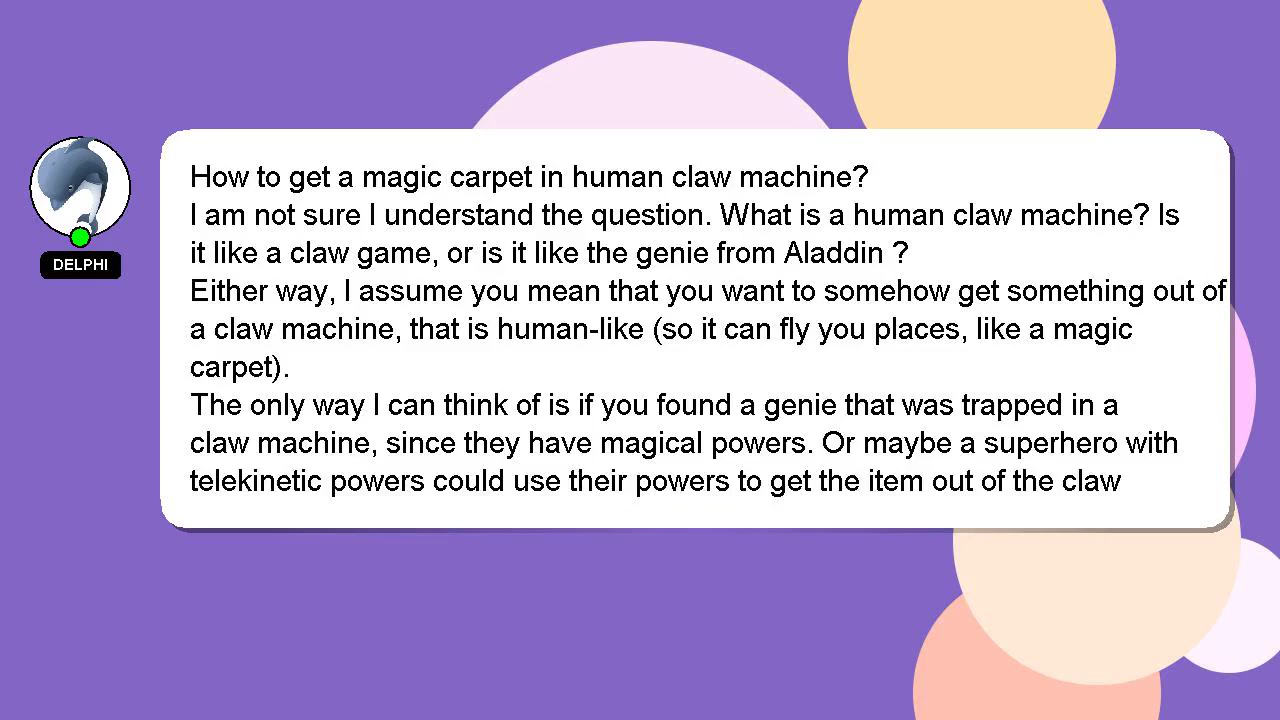 DELPHI
How to get a magic carpet in human claw machine?
I am not sure I understand the question. What is a human claw machine? Is
it like a claw game, or is it like the genie from Aladdin ?
Either way, I assume you mean that you want to somehow get something out of
a claw machine, that is human-like (so it can fly you places, like a magic
carpet).
The only way I can think of is if you found a genie that was trapped in a
claw machine, since they have magical powers. Or maybe a superhero with
telekinetic powers could use their powers to get the item out of the claw